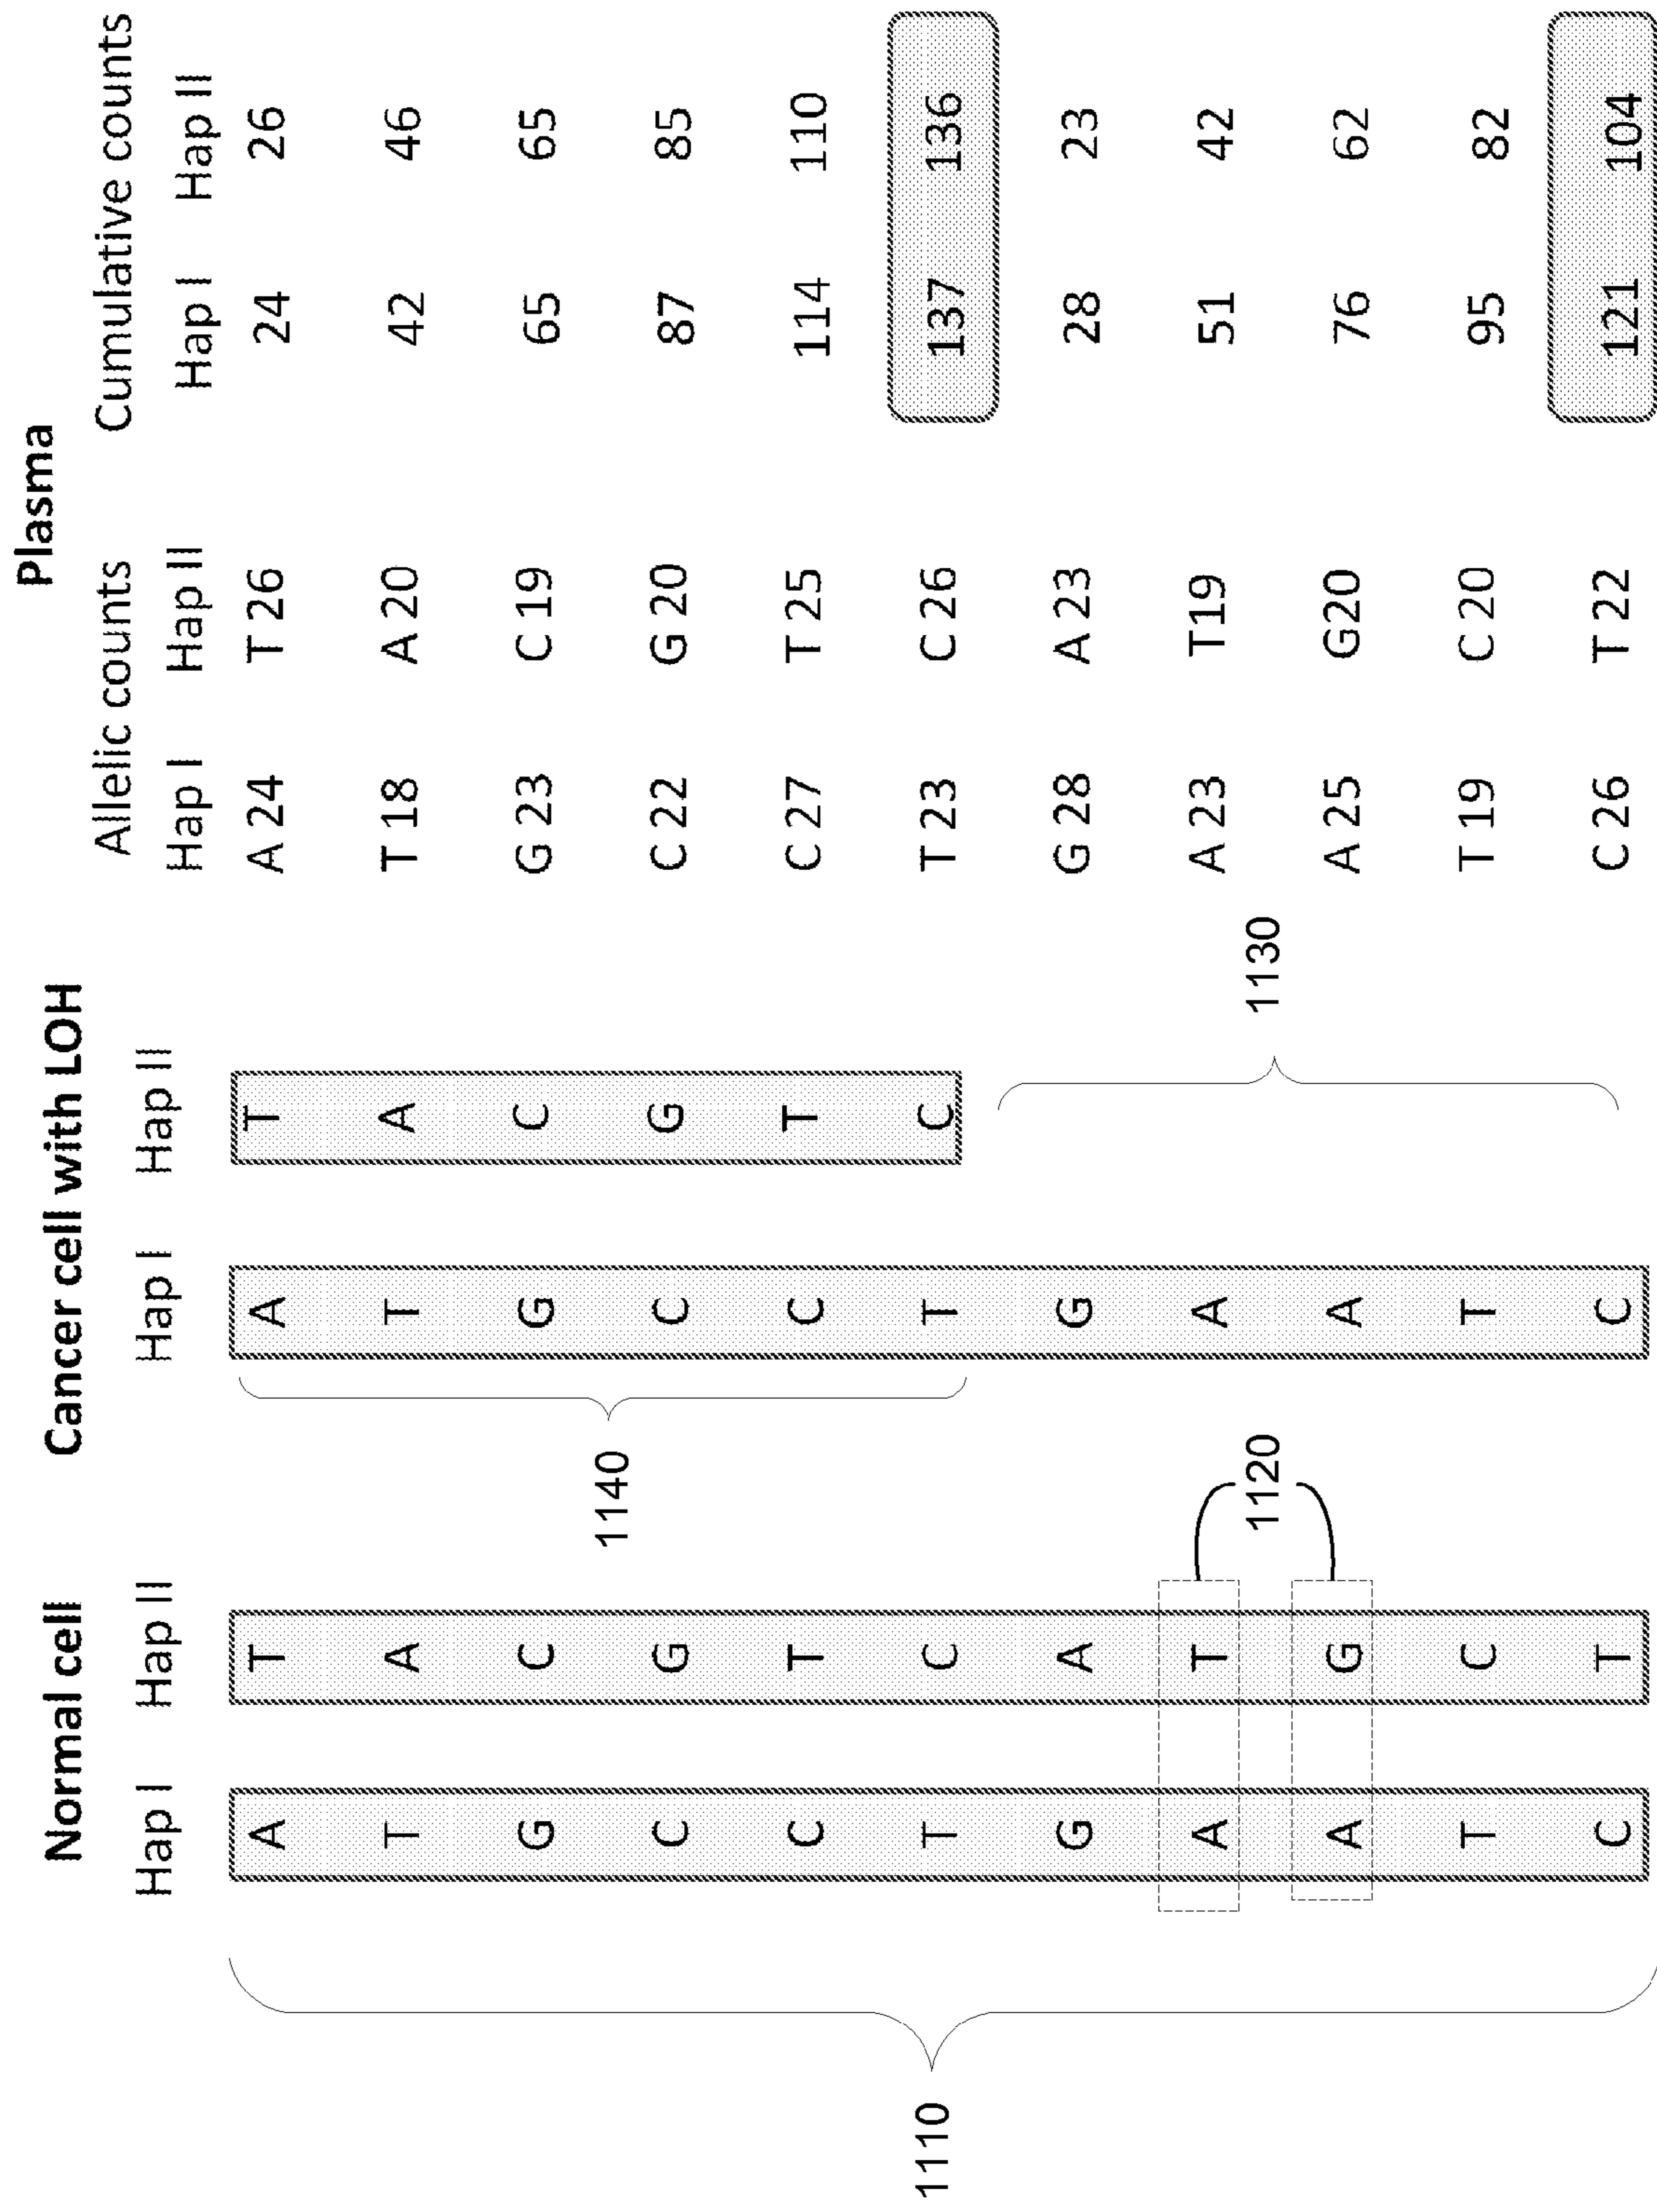 Plasma
Normal cell Cancer cell with LOH
Allelic counts Cumulative counts
Hap I Hap II Hap I Hap II Hap I Hap II Hap I Hap II
A T A T A 24 T 26 24 26
T A T A T 18 A 20 42 46
G C G C G 23 C 19 65 65
1140
C G C G C 22 G 20 87 85
C T C T C 27 T 25 114 110
1110 T C T C T 23 C 26 137 136
G A G G 28 A 23 28 23
A T A A 23 T19 51 42
1120 1130
A G A A 25 G20 76 62
T C T T 19 C 20 95 82
C T C C 26 T 22 121 104